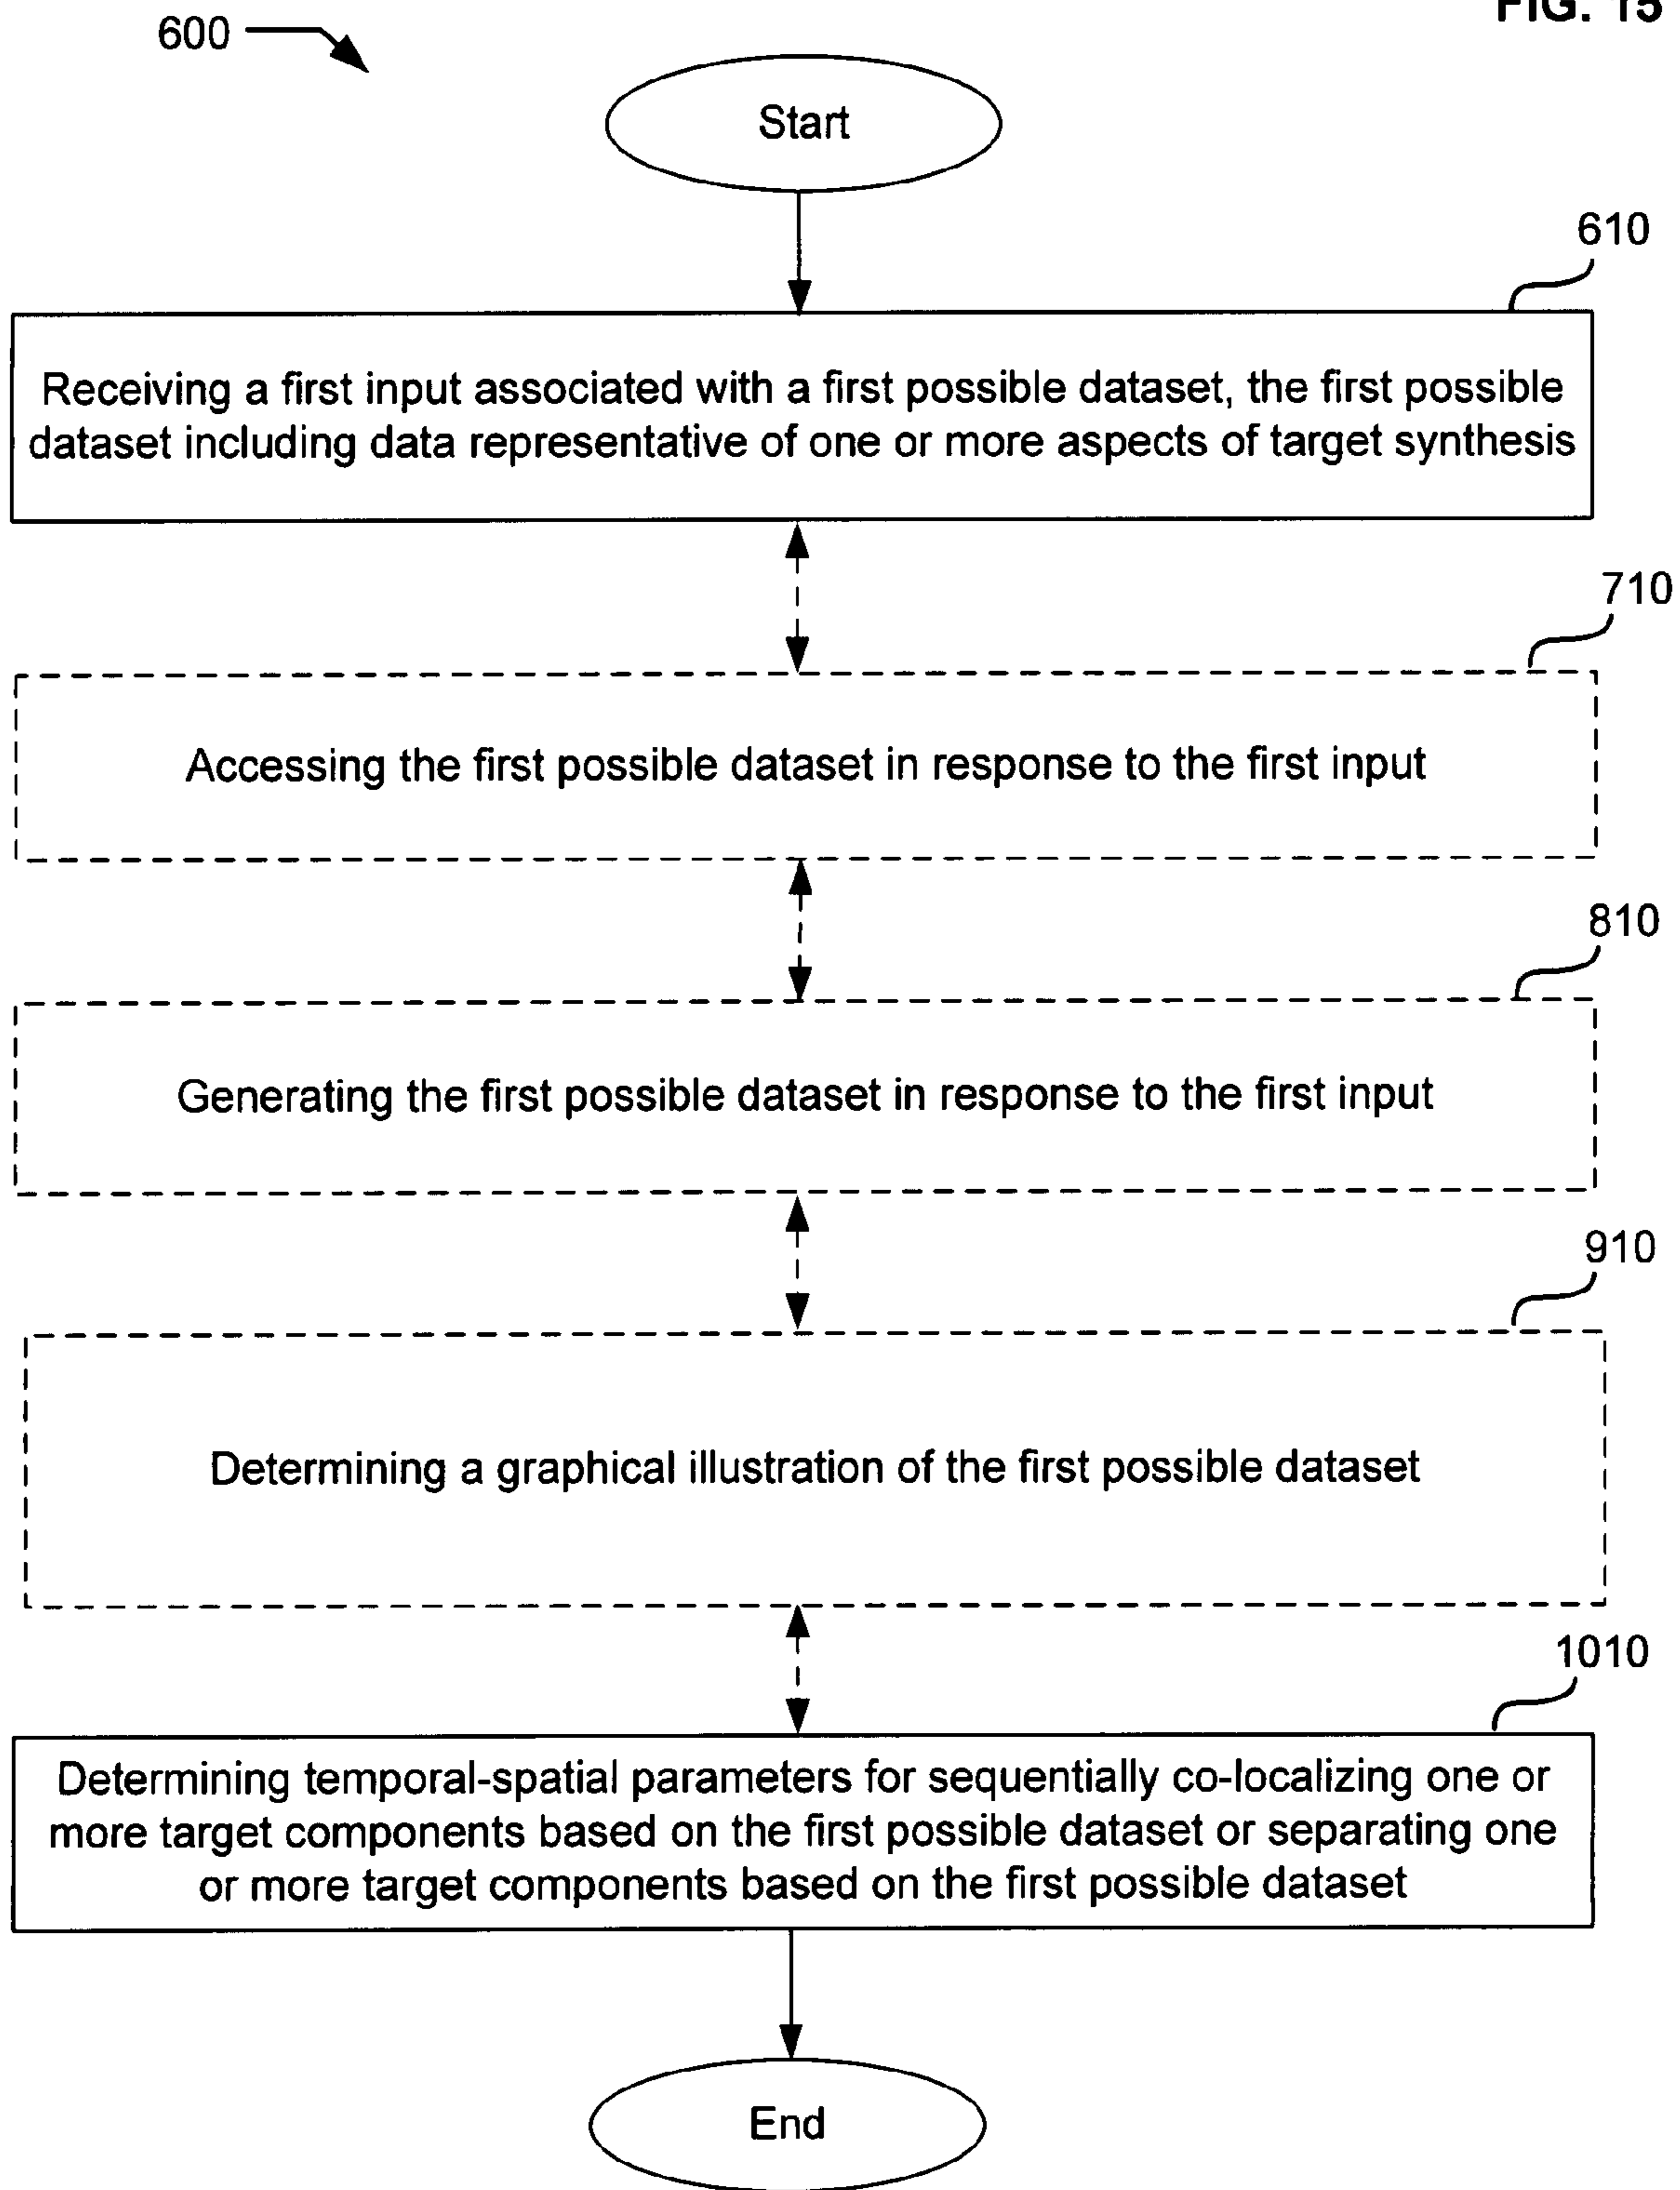 FIG. 15
600
Start
610
Receiving a first input associated with a first possible dataset, the first possible
dataset including data representative of one or more aspects of target synthesis
710
Accessing the first possible dataset in response to the first input
810
Generating the first possible dataset in response to the first input
910
Determining a graphical illustration of the first possible dataset
1010
Determining temporal-spatial parameters for sequentially co-localizing one or
more target components based on the first possible dataset or separating one
or more target components based on the first possible dataset
End